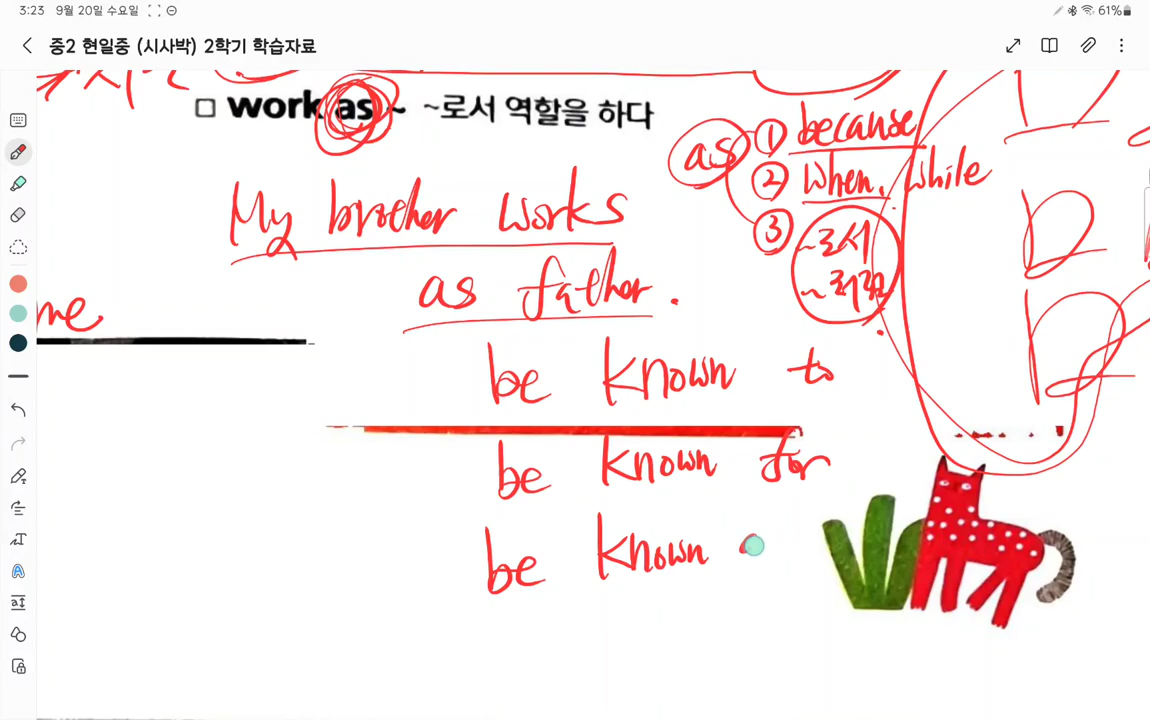 3:23 9월 20일 수요일 61%
중2 현일중 (시사박) 2학기 학습자료
□ work as ~ ~로서 역할을 하다
as ① because
② when, while
③ ~로서
~처럼
My brother works
as father.
me
be known to
be known for
be known